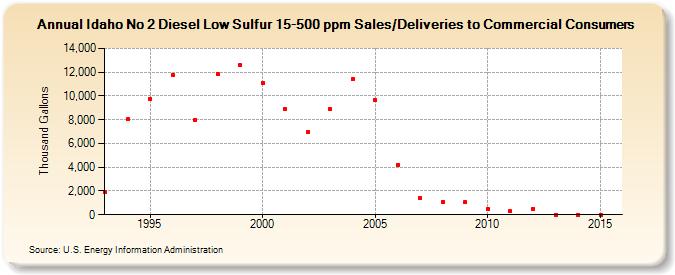 Annual Idaho No 2 Diesel Low Sulfur 15-500 ppm Sales/Deliveries to Commercial Consumers
Thousand Gallons
14,000
12,000
10,000
8,000
6,000
4,000
2,000
0
1995 2000 2005 2010 2015
Source: U.S. Energy Information Administration